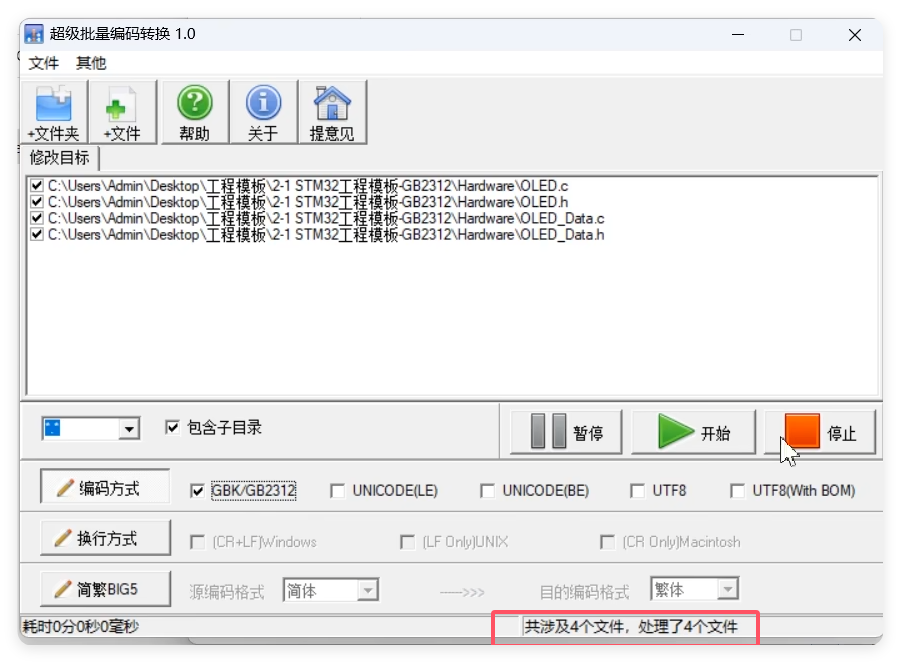 超级批量编码转换 1.0
文件 其他
+文件夹 +文件 帮助 关于 提意见
修改目标
C:\Users\Admin\Desktop\工程模板\2-1 STM32工程模板-GB2312\Hardware\OLED.c
C:\Users\Admin\Desktop\工程模板\2-1 STM32工程模板-GB2312\Hardware\OLED.h
C:\Users\Admin\Desktop\工程模板\2-1 STM32工程模板-GB2312\Hardware\OLED_Data.c
C:\Users\Admin\Desktop\工程模板\2-1 STM32工程模板-GB2312\Hardware\OLED_Data.h
包含子目录 暂停 开始 停止
编码方式 GBK/GB2312 UNICODE(LE) UNICODE(BE) UTF8 UTF8(With BOM)
换行方式 (CR+LF)Windows (LF Only)UNIX (CR Only)Macintosh
简繁BIG5 源编码格式 简体 ---->>> 目的编码格式 繁体
耗时0分0秒0毫秒 共涉及4个文件，处理了4个文件